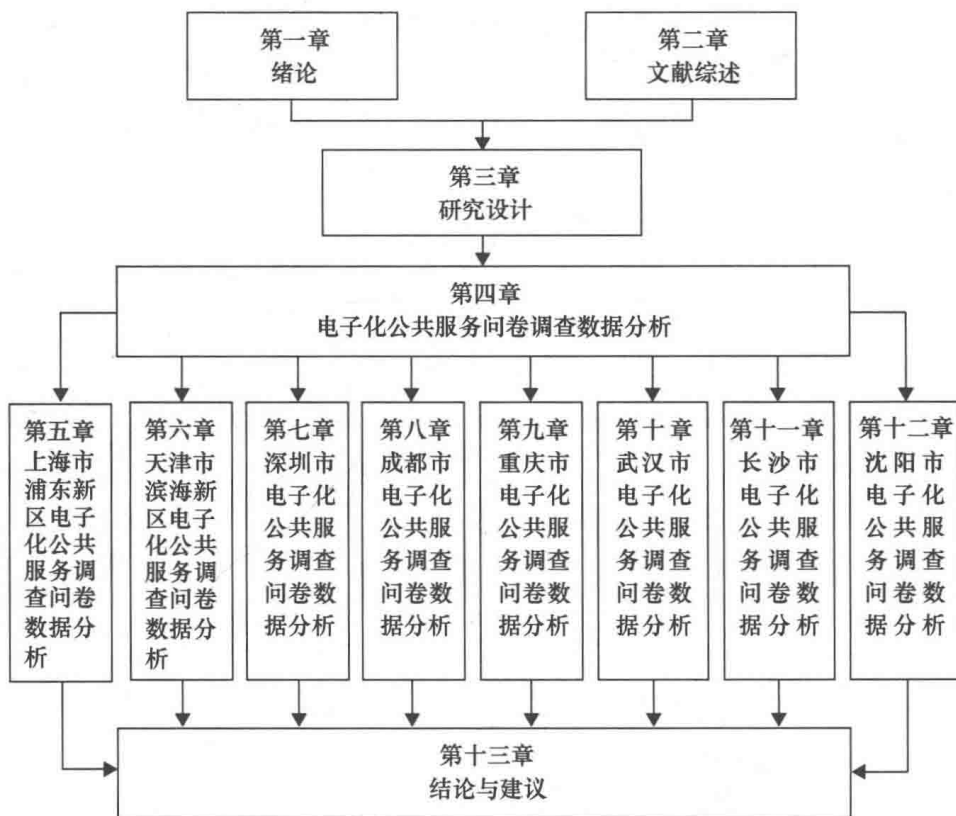 第一章
绪论
第二章
文献综述
第三章
研究设计
第四章
电子化公共服务问卷调查数据分析
第五章
上海市
浦东新
区电子
化公共
服务调
查问卷
数据分
析
第六章
天津市
滨海新
区电子
化公共
服务调
查问卷
数据分
析
第七章
深圳市
电子化
公共服
务调查
问卷数
据分析
第八章
成都市
电子化
公共服
务调查
问卷数
据分析
第九章
重庆市
电子化
公共服
务调查
问卷数
据分析
第十章
武汉市
电子化
公共服
务调查
问卷数
据分析
第十一章
长沙市
电子化
公共服
务调查
问卷数
据分析
第十二章
沈阳市
电子化
公共服
务调查
问卷数
据分析
第十三章
结论与建议